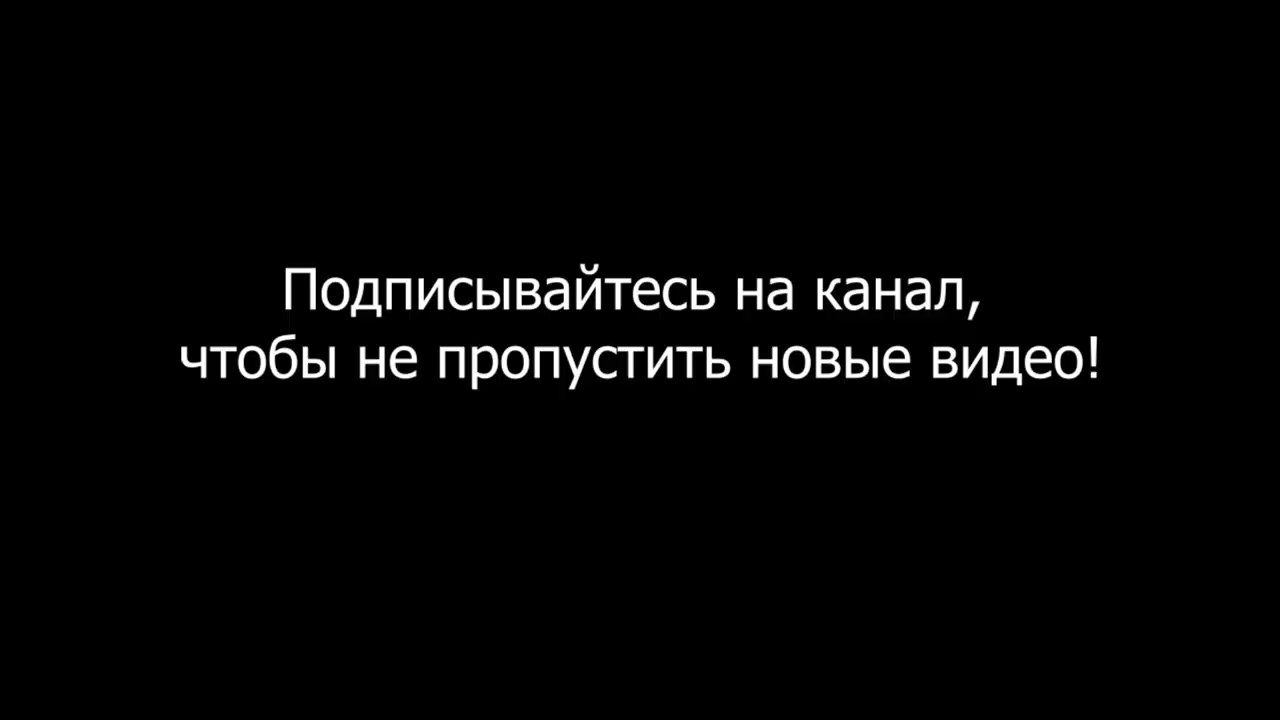 Подписывайтесь на канал,
чтобы не пропустить новые видео!